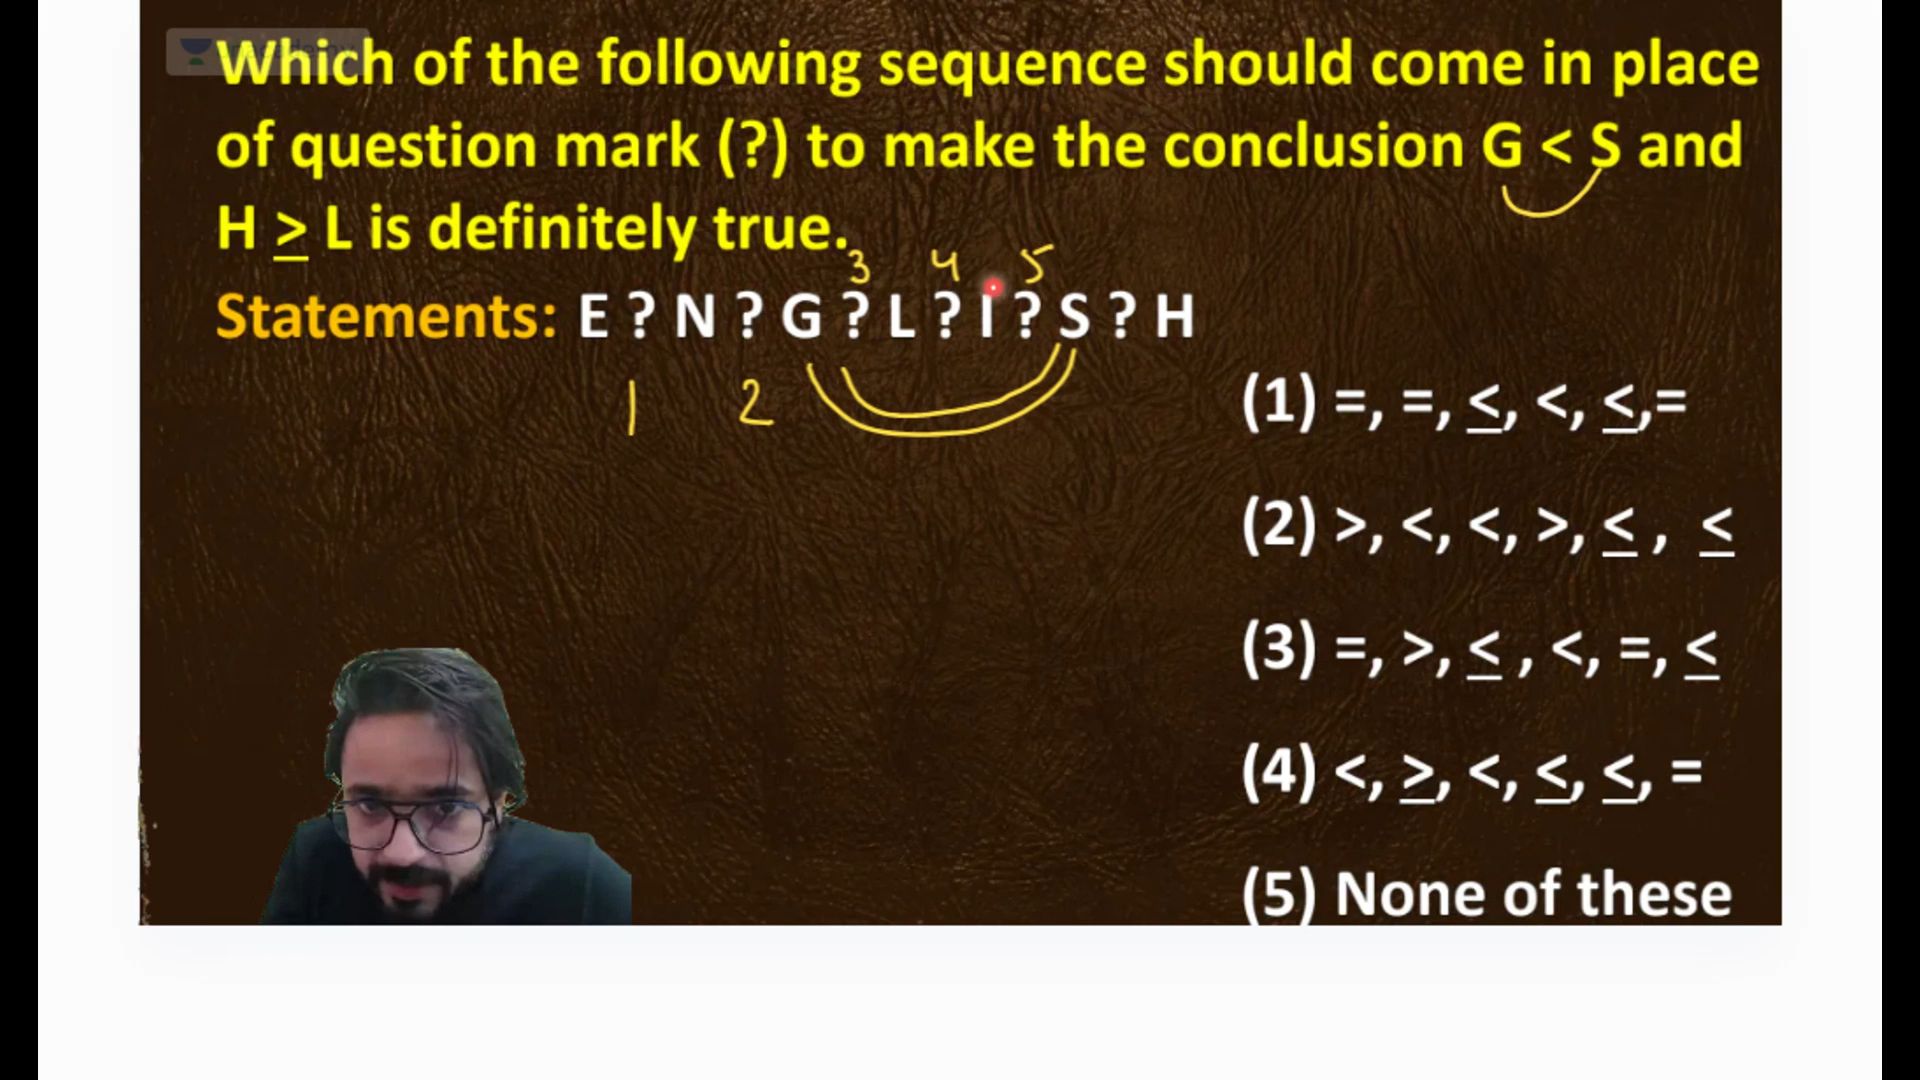 Which of the following sequence should come in place
of question mark (?) to make the conclusion G < S and
H ≥ L is definitely true.
3 4 5
Statements: E ? N ? G ? L ? I ? S ? H
1 2
(1) =, =, ≤, <, ≤,=
(2) >, <, <, >, ≤ , ≤
(3) =, >, ≤ , <, =, ≤
(4) <, ≥, <, ≤, ≤, =
(5) None of these